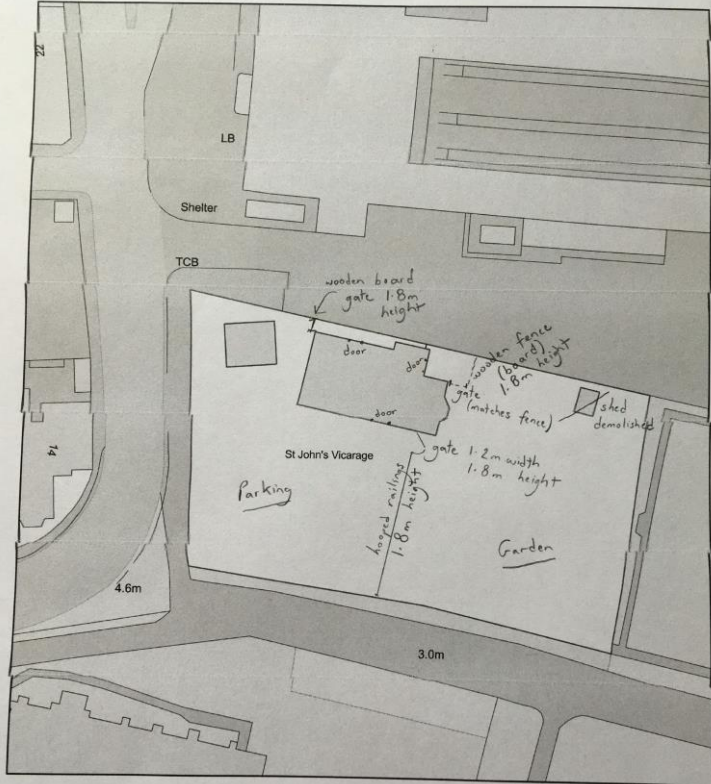 22
LB
Shelter
TCB
wooden board
gate 1.8m
height
door
door
wooden fence
(board)
1.8m
height
gate
(matches fence)
shed
demolished
door
gate 1.2m width
1.8m height
St John's Vicarage
14
Parking
hooped railings
1.8m height
Garden
4.6m
3.0m